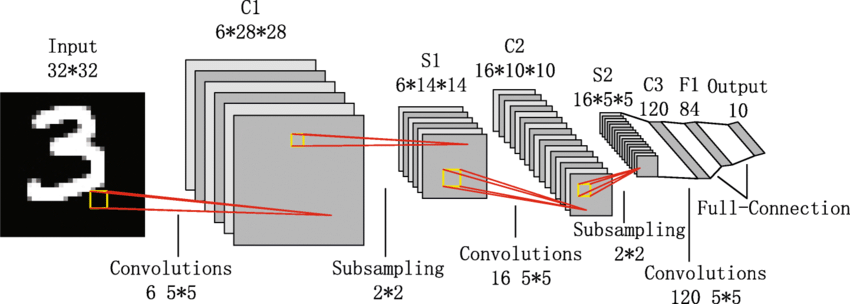 C1
6*28*28
Input
32*32
S1
6*14*14
C2
16*10*10
S2
16*5*5
C3
120
F1
84
Output
10
3
Convolutions
6 5*5
Subsampling
2*2
Convolutions
16 5*5
Subsampling
2*2
Convolutions
120 5*5
Full-Connection